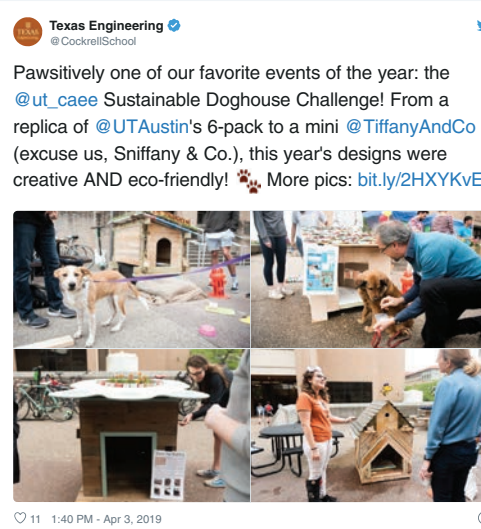 Texas Engineering
@CockrellSchool
Pawsitively one of our favorite events of the year: the
@ut_caee Sustainable Doghouse Challenge! From a
replica of @UTAustin's 6-pack to a mini @TiffanyAndCo
(excuse us, Sniffany & Co.), this year's designs were
creative AND eco-friendly! 🐾 More pics: bit.ly/2HXYKvE
11 1:40 PM - Apr 3, 2019